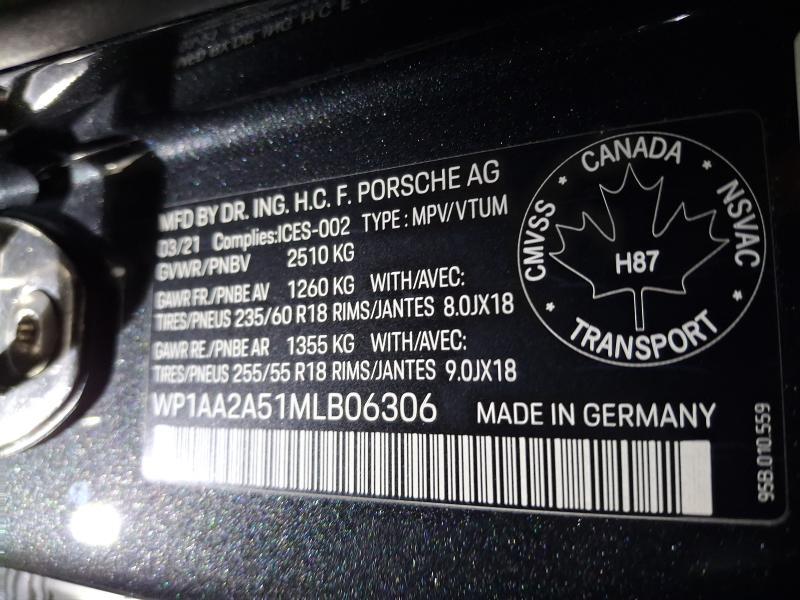 MFD BY DR. ING. H.C. F. PORSCHE AG
03/21 Complies:ICES-002 TYPE : MPV/VTUM
GVWR/PNBV 2510 KG
GAWR FR./PNBE AV 1260 KG WITH/AVEC:
TIRES/PNEUS 235/60 R18 RIMS/JANTES 8.0JX18
GAWR RE./PNBE AR 1355 KG WITH/AVEC:
TIRES/PNEUS 255/55 R18 RIMS/JANTES 9.0JX18
WP1AA2A51MLB06306 MADE IN GERMANY
CANADA
CMVSS
NSVAC
H87
TRANSPORT
95B.010.559